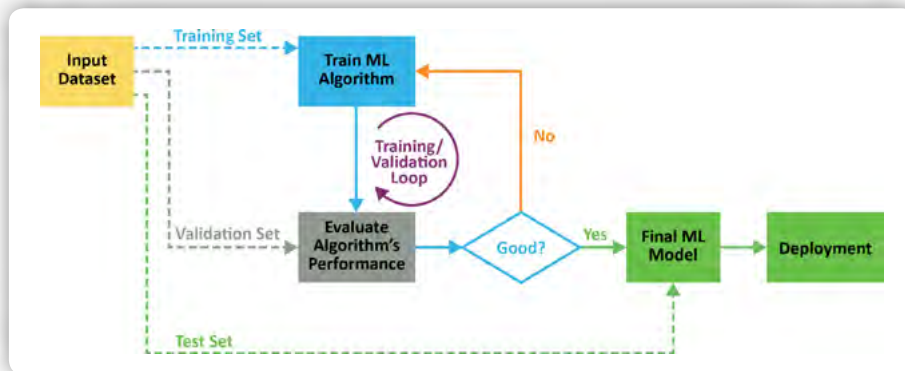 Training Set
Input
Dataset
Train ML
Algorithm
No
Training/
Validation
Loop
Validation Set
Evaluate
Algorithm's
Performance
Good?
Yes
Final ML
Model
Deployment
Test Set